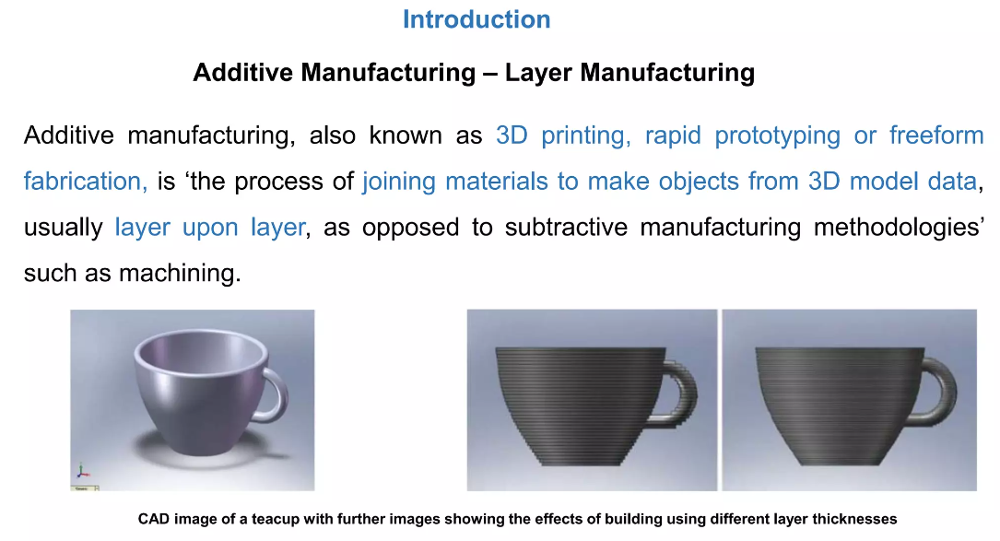 Introduction
Additive Manufacturing – Layer Manufacturing
Additive manufacturing, also known as 3D printing, rapid prototyping or freeform
fabrication, is ‘the process of joining materials to make objects from 3D model data,
usually layer upon layer, as opposed to subtractive manufacturing methodologies’
such as machining.
CAD image of a teacup with further images showing the effects of building using different layer thicknesses